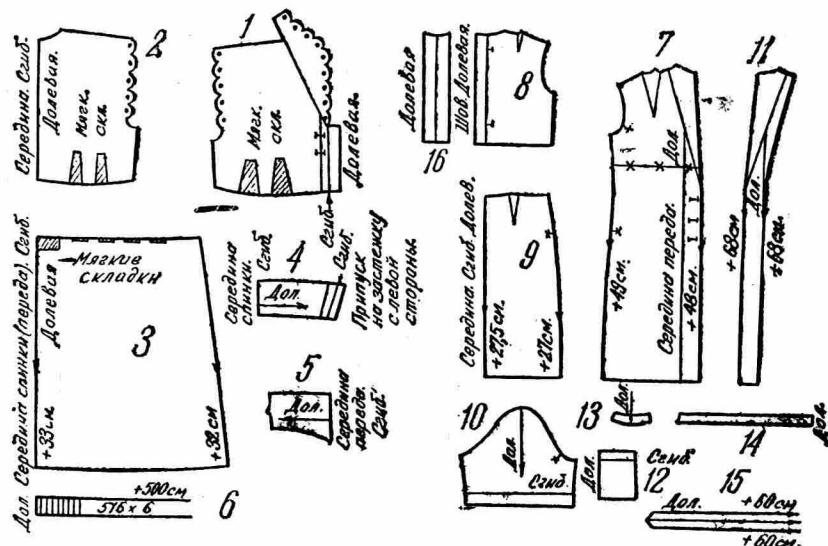 2
Середина. Сгиб.
Долевая.
Мягк.
скл.
1
Мягк.
скл.
Долевая.
Сгиб.
Середина спинки (переда). Сгиб.
Долевая
Мягкие
складки
3
+33см
+32см
Середина
спинки.
Сгиб
4
Дол.
Сгиб.
Припуск
на застежку
с левой
стороны.
5
Дол.
Середина
переда.
Сгиб
Дол.
+500см
516×6
6
Долевая
16
Шов. Долевая.
8
7
Дол.
Середина переда.
+49см.
+48см.
11
Дол.
+68см
+68см.
Середина. Сгиб. Долев.
9
+27,5см.
+27см.
10
Дол.
Сгиб.
13
Дол.
14
Дол.
Дол.
Сгиб.
12
15
Дол.
+60см
+60см.